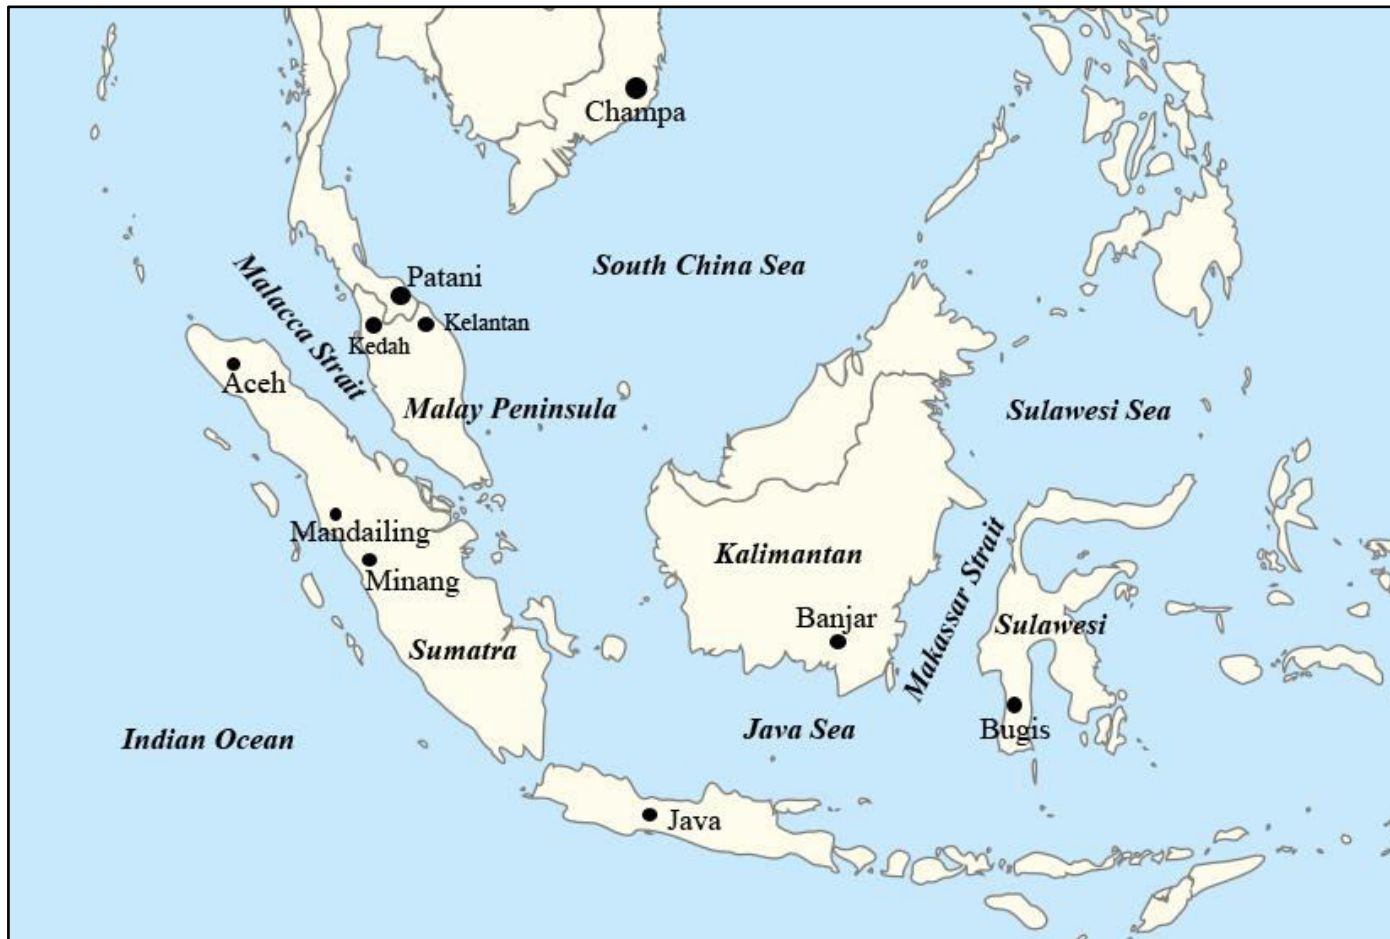 Champa
South China Sea
Patani
Malacca Strait
Kelantan
Kedah
Aceh
Malay Peninsula
Sulawesi Sea
Mandailing
Minang
Kalimantan
Makassar Strait
Banjar
Sulawesi
Sumatra
Indian Ocean
Java Sea
Bugis
Java